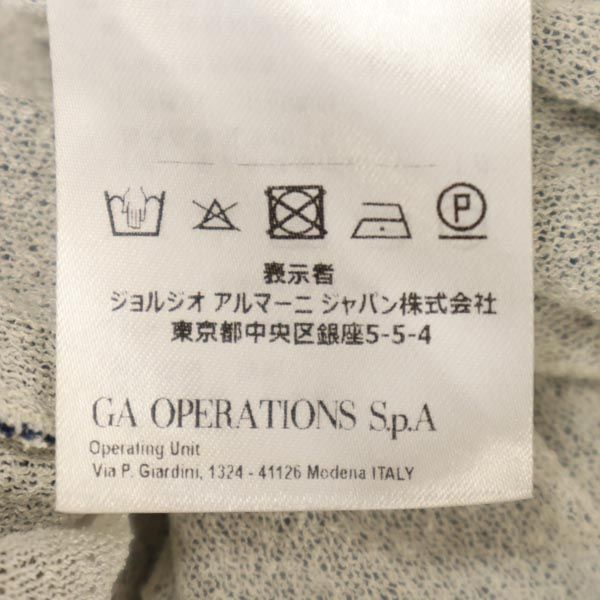 P
表示者
ジョルジオ アルマーニ ジャパン株式会社
東京都中央区銀座5-5-4
GA OPERATIONS S.p.A
Operating Unit
Via P. Giardini, 1324 - 41126 Modena ITALY